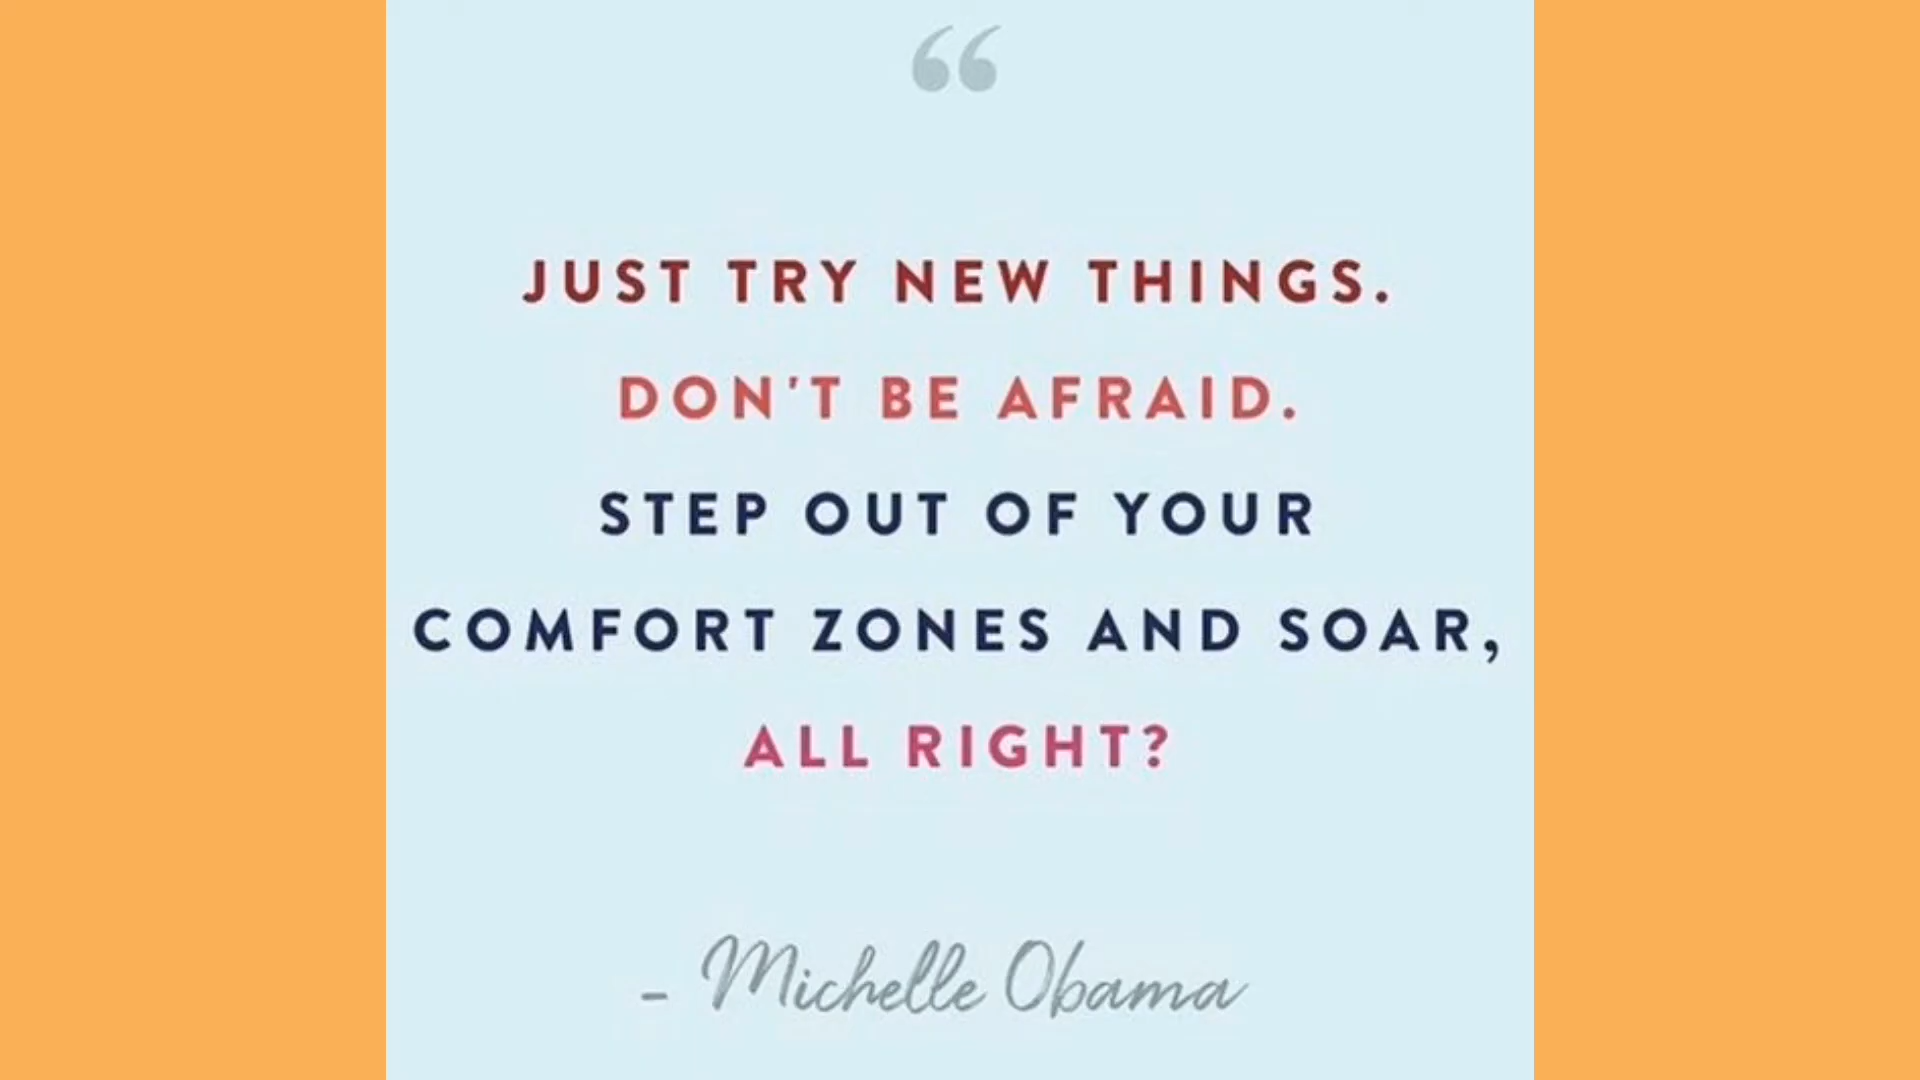 “
JUST TRY NEW THINGS.
DON'T BE AFRAID.
STEP OUT OF YOUR
COMFORT ZONES AND SOAR,
ALL RIGHT?
- Michelle Obama